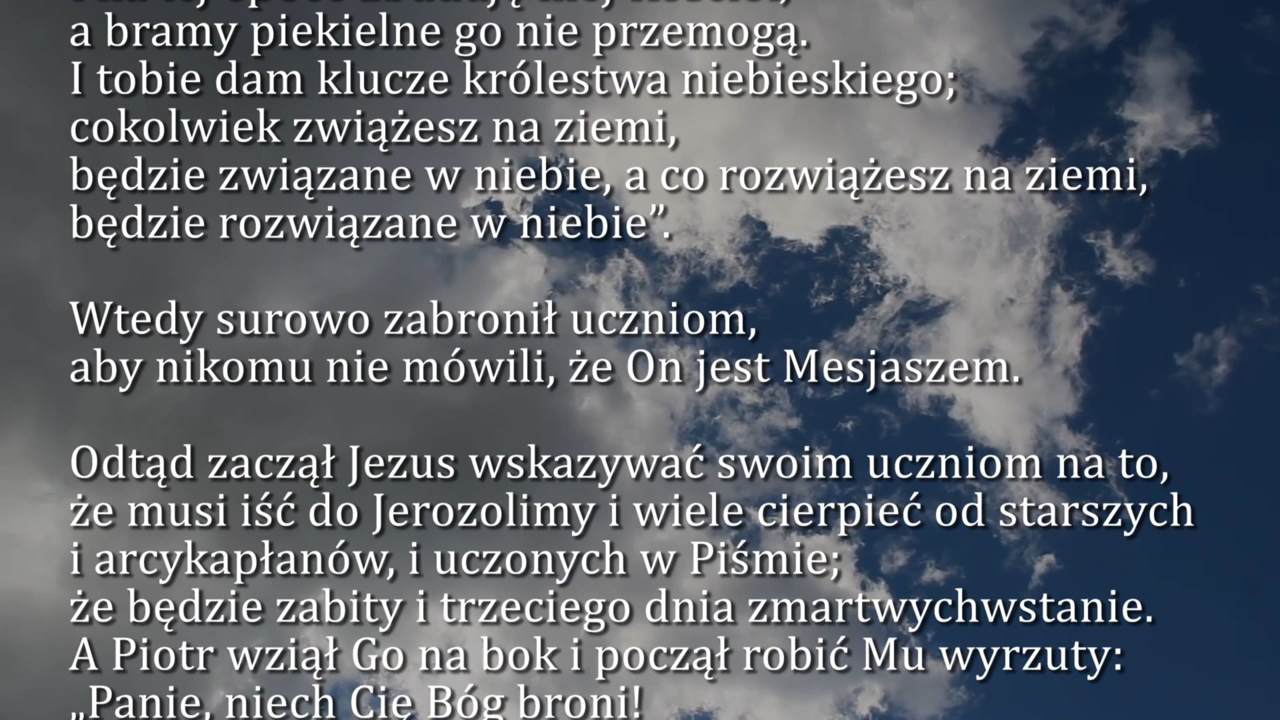 a bramy piekielne go nie przemogą.
I tobie dam klucze królestwa niebieskiego;
cokolwiek zwiążesz na ziemi,
będzie związane w niebie, a co rozwiążesz na ziemi,
będzie rozwiązane w niebie”.
Wtedy surowo zabronił uczniom,
aby nikomu nie mówili, że On jest Mesjaszem.
Odtąd zaczął Jezus wskazywać swoim uczniom na to,
że musi iść do Jerozolimy i wiele cierpieć od starszych
i arcykapłanów, i uczonych w Piśmie;
że będzie zabity i trzeciego dnia zmartwychwstanie.
A Piotr wziął Go na bok i począł robić Mu wyrzuty:
„Panie, niech Cię Bóg broni!